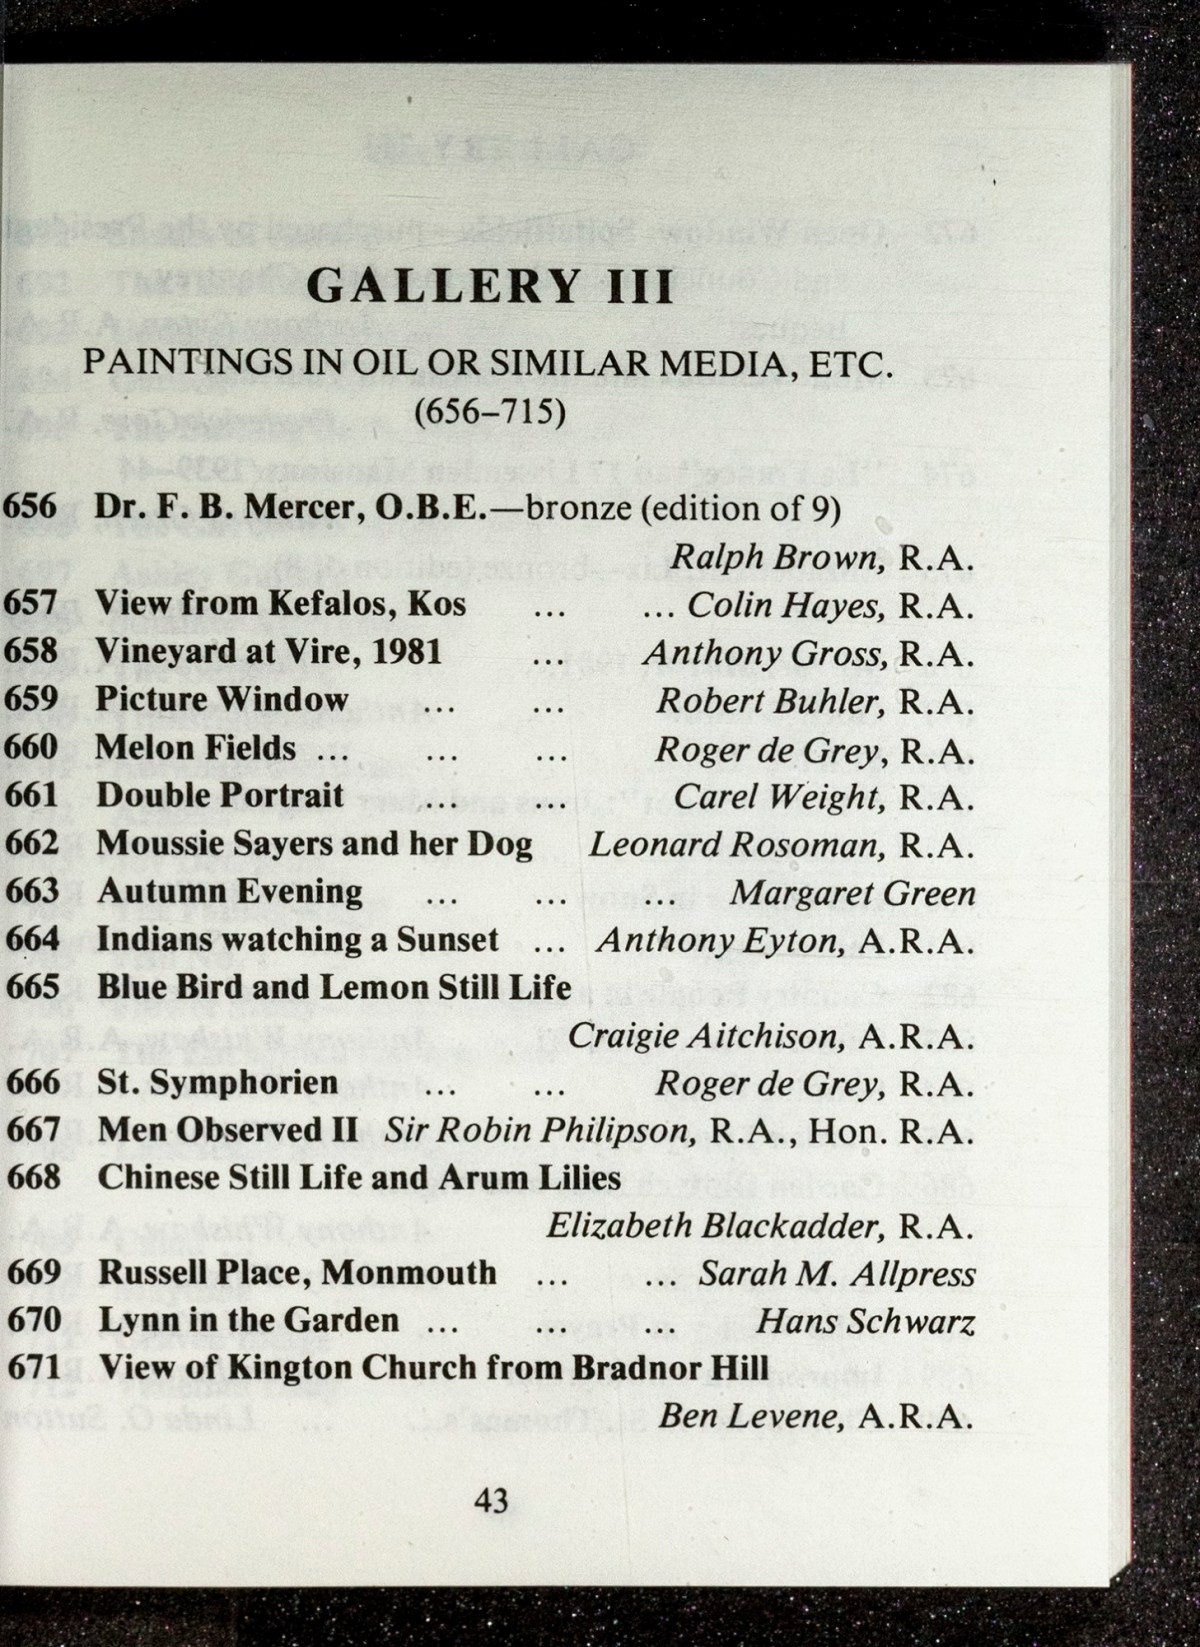 GALLERY III
PAINTINGS IN OIL OR SIMILAR MEDIA, ETC.
(656–715)
656 Dr. F. B. Mercer, O.B.E.—bronze (edition of 9)
Ralph Brown, R.A.
657 View from Kefalos, Kos ... ... Colin Hayes, R.A.
658 Vineyard at Vire, 1981 ... Anthony Gross, R.A.
659 Picture Window ... ... Robert Buhler, R.A.
660 Melon Fields ... ... ... Roger de Grey, R.A.
661 Double Portrait ... ... Carel Weight, R.A.
662 Moussie Sayers and her Dog Leonard Rosoman, R.A.
663 Autumn Evening ... ... ... Margaret Green
664 Indians watching a Sunset ... Anthony Eyton, A.R.A.
665 Blue Bird and Lemon Still Life
Craigie Aitchison, A.R.A.
666 St. Symphorien ... ... Roger de Grey, R.A.
667 Men Observed II Sir Robin Philipson, R.A., Hon. R.A.
668 Chinese Still Life and Arum Lilies
Elizabeth Blackadder, R.A.
669 Russell Place, Monmouth ... ... Sarah M. Allpress
670 Lynn in the Garden ... ... ... Hans Schwarz
671 View of Kington Church from Bradnor Hill
Ben Levene, A.R.A.
43